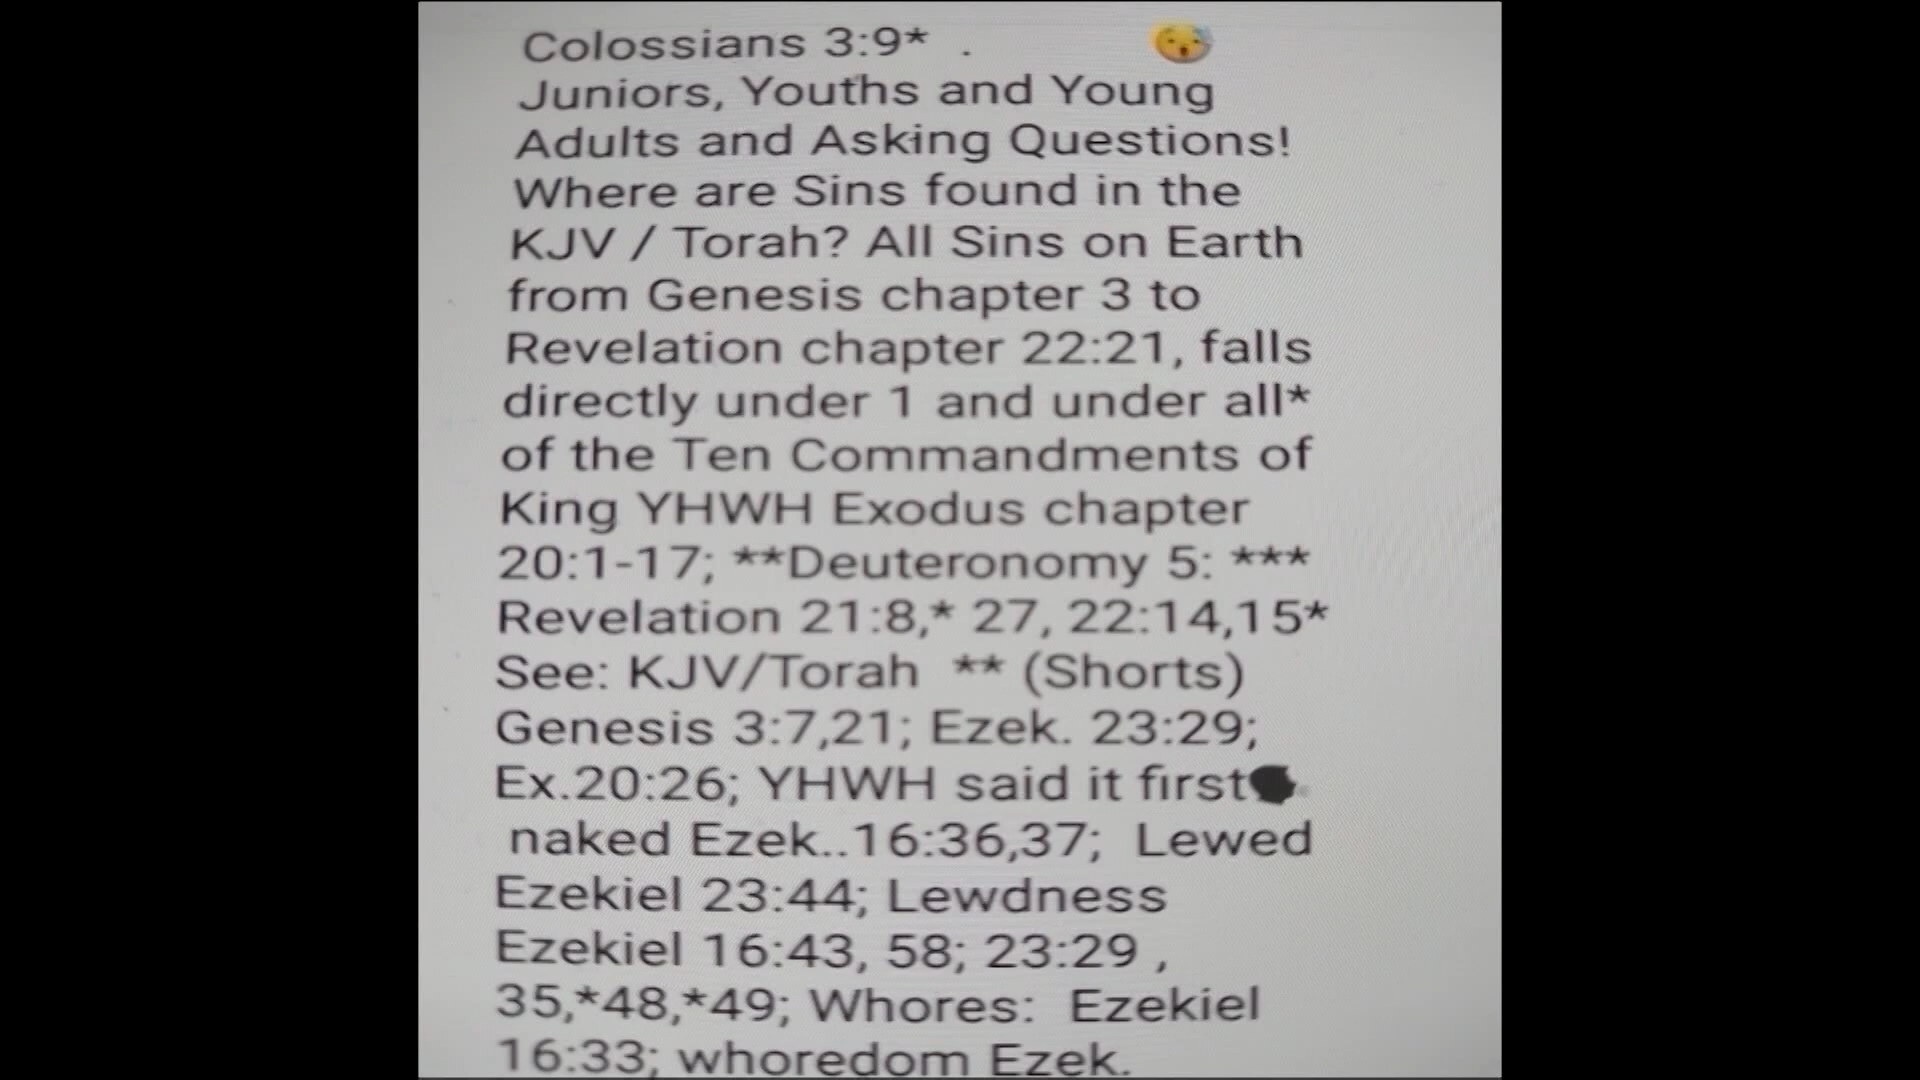 Colossians 3:9* .
Juniors, Youths and Young
Adults and Asking Questions!
Where are Sins found in the
KJV / Torah? All Sins on Earth
from Genesis chapter 3 to
Revelation chapter 22:21, falls
directly under 1 and under all*
of the Ten Commandments of
King YHWH Exodus chapter
20:1-17; **Deuteronomy 5: ***
Revelation 21:8,* 27, 22:14,15*
See: KJV/Torah ** (Shorts)
Genesis 3:7,21; Ezek. 23:29;
Ex.20:26; YHWH said it first
naked Ezek..16:36,37; Lewed
Ezekiel 23:44; Lewdness
Ezekiel 16:43, 58; 23:29 ,
35,*48,*49; Whores: Ezekiel
16:33; whoredom Ezek.